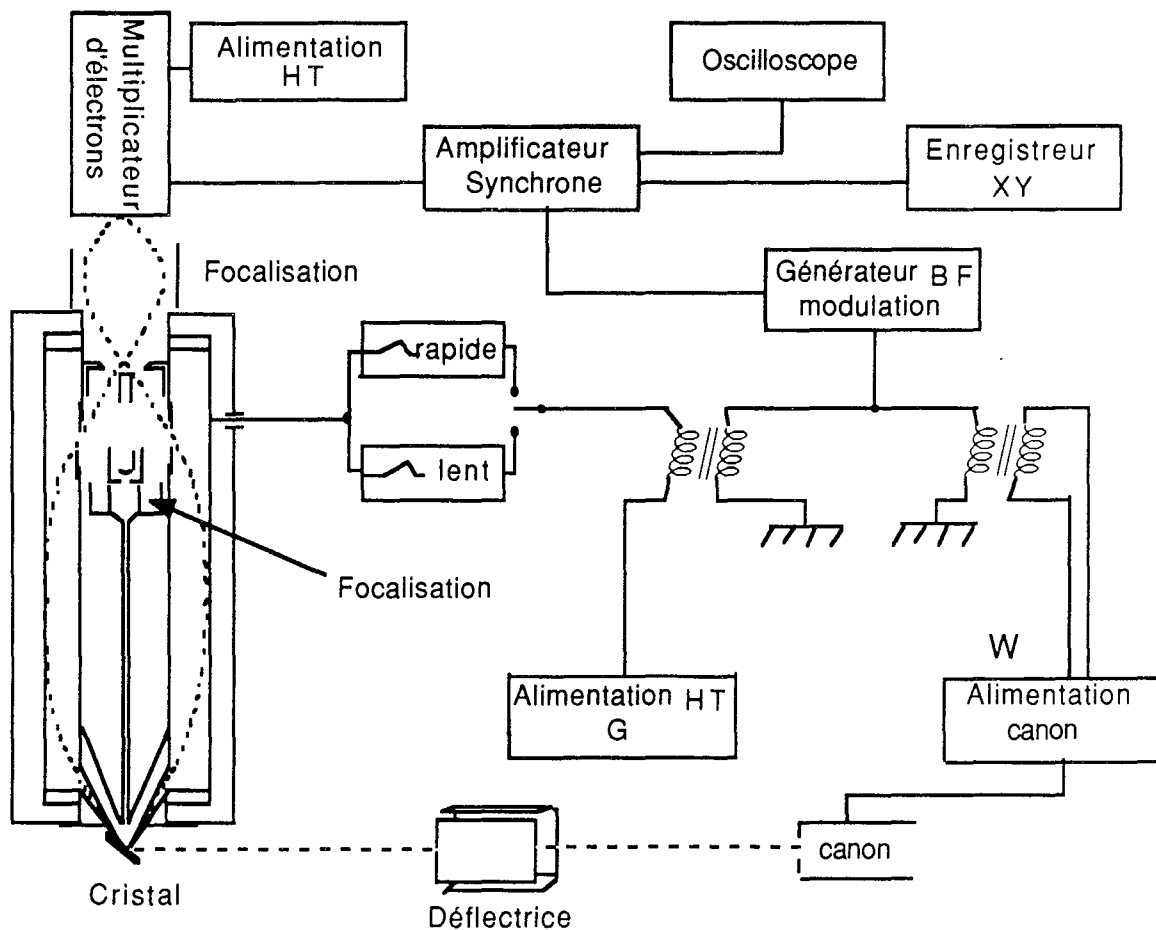 Multiplicateur
d'électrons
Alimentation
HT
Oscilloscope
Amplificateur
Synchrone
Enregistreur
XY
Focalisation
Générateur BF
modulation
rapide
lent
Focalisation
W
Alimentation HT
G
Alimentation
canon
canon
Cristal
Déflectrice